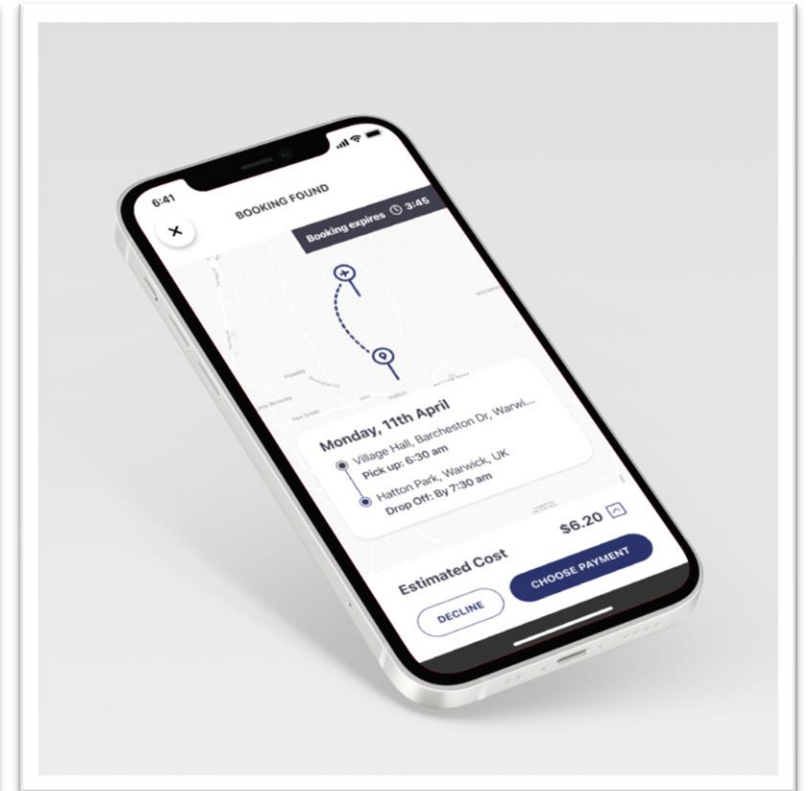 6:41
BOOKING FOUND
Booking expires 3:45
Monday, 11th April
Village Hall, Barcheston Dr, Warwi...
Pick up: 6:30 am
Hatton Park, Warwick, UK
Drop Off: By 7:30 am
Estimated Cost
$6.20
DECLINE
CHOOSE PAYMENT